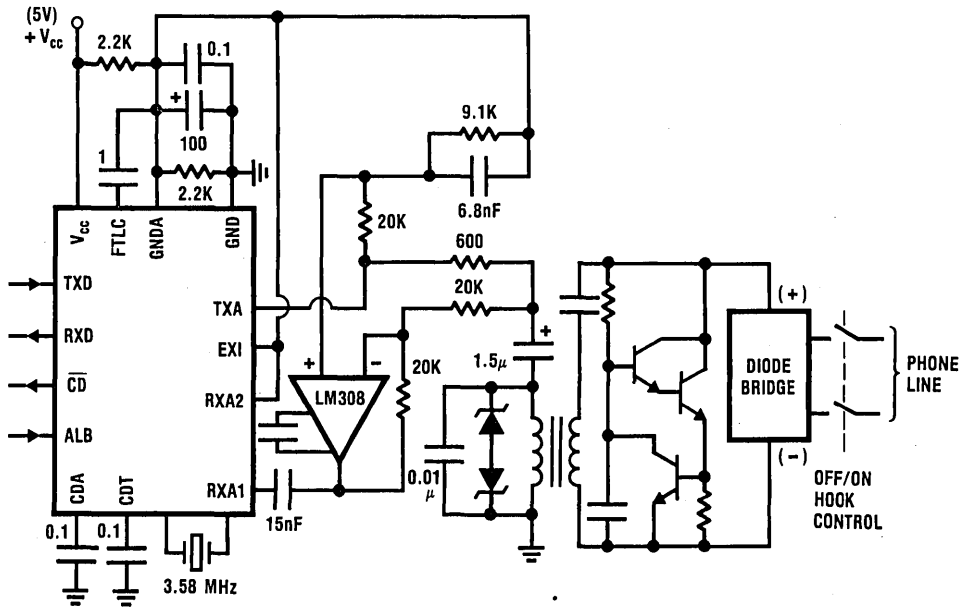 (5V)
+ Vcc
2.2K
0.1
+
100
1
2.2K
9.1K
6.8nF
20K
600
20K
Vcc
FTLC
GNDA
GND
TXD
RXD
CD
ALB
TXA
EXI
RXA2
RXA1
CDA
CDT
+
−
LM308
20K
15nF
+
1.5μ
0.01
μ
0.1
0.1
3.58 MHz
(+)
DIODE
BRIDGE
(−)
PHONE
LINE
OFF/ON
HOOK
CONTROL